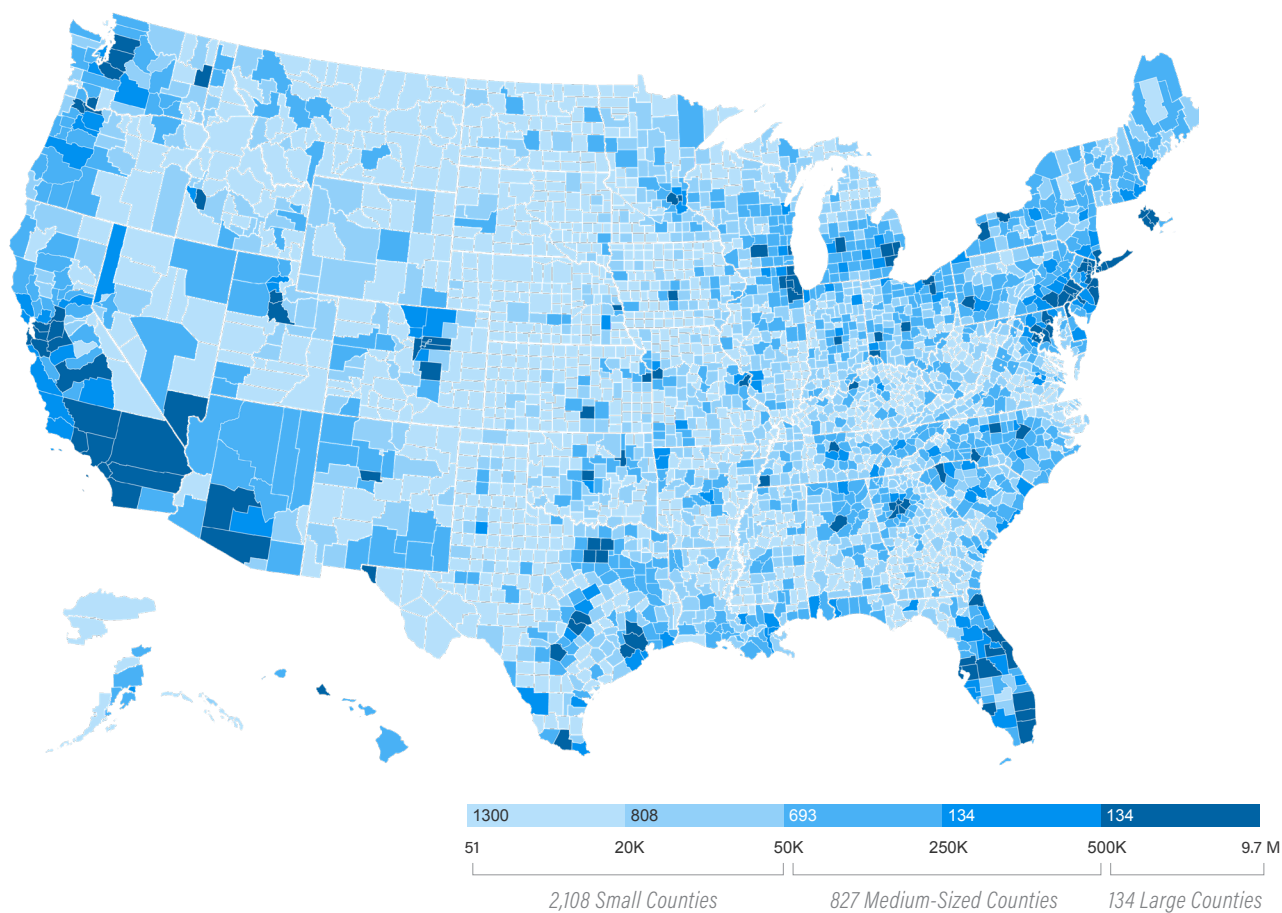 1300 808 693 134 134
51 20K 50K 250K 500K 9.7 M
2,108 Small Counties 827 Medium-Sized Counties 134 Large Counties